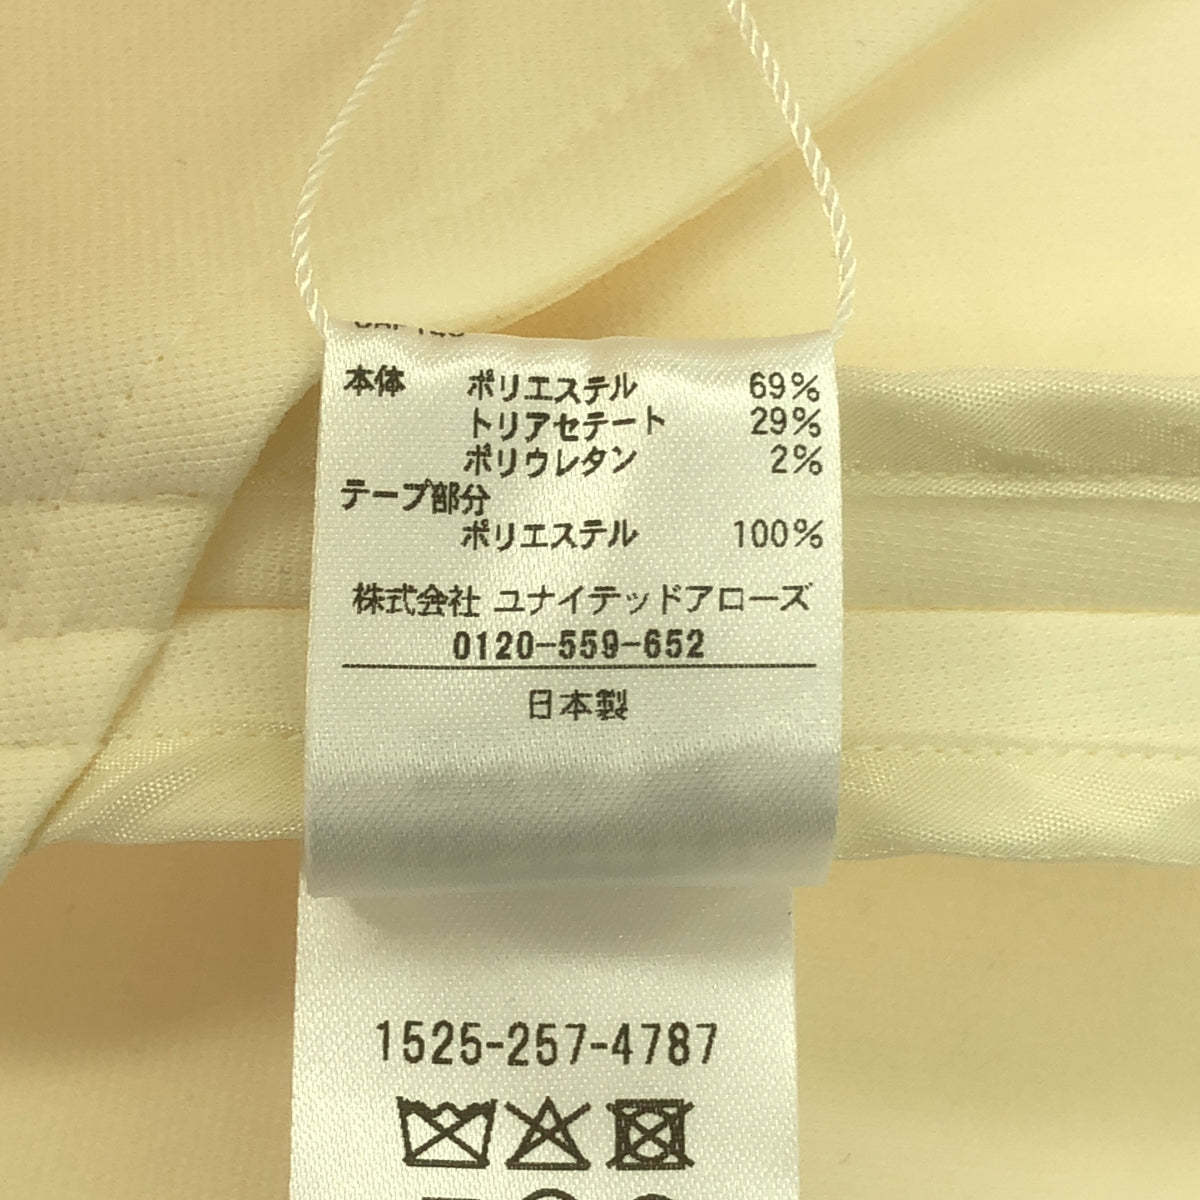 本体 ポリエステル 69%
トリアセテート 29%
ポリウレタン 2%
テープ部分
ポリエステル 100%
株式会社 ユナイテッドアローズ
0120-559-652
日本製
1525-257-4787